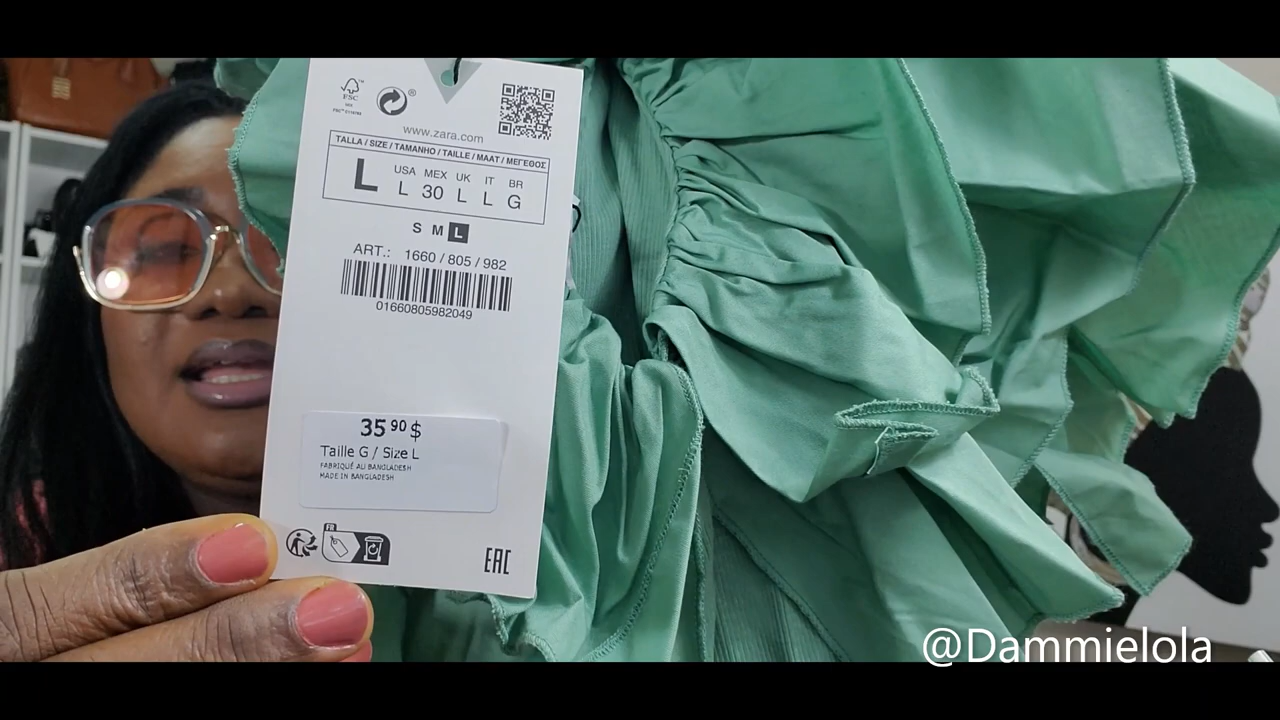 FSC
www.zara.com
TALLA / SIZE / TAMANHO / TAILLE / MAAT / ΜΕΓΕΘΟΣ
L
USA MEX UK IT BR
L 30 L L G
S M L
ART.: 1660 / 805 / 982
01660805982049
35 90 $
Taille G / Size L
FABRIQUÉ AU BANGLADESH
MADE IN BANGLADESH
FR
EAC
@Dammielola